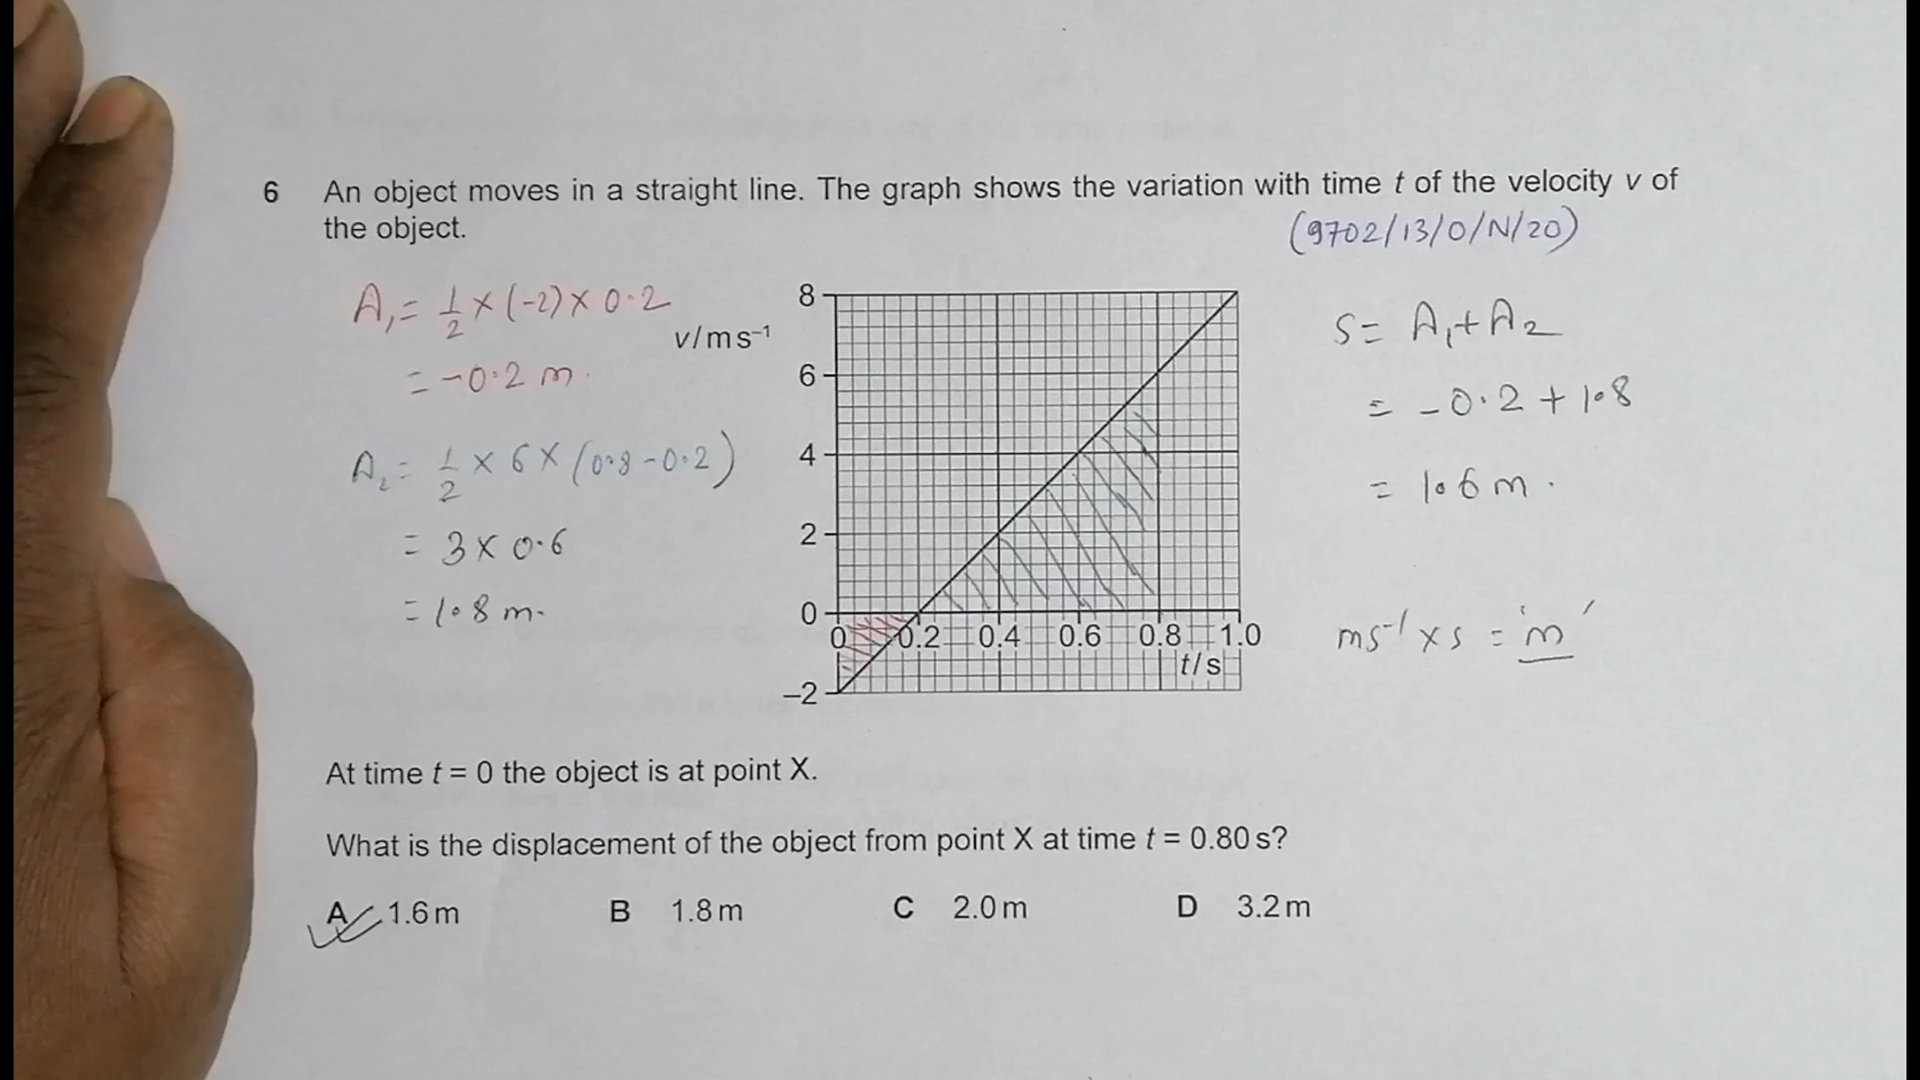 6 An object moves in a straight line. The graph shows the variation with time t of the velocity v of
the object.
(9702/13/O/N/20)
A₁ = 1/2 × (-2) × 0.2
= -0.2 m.
A₂ = 1/2 × 6 × (0.8 - 0.2)
= 3 × 0.6
= 1.8 m.
v/ms⁻¹
8
6
4
2
0
–2
0 0.2 0.4 0.6 0.8 1.0
t/s
S = A₁ + A₂
= -0.2 + 1.8
= 1.6 m.
ms⁻¹ × s = 'm'
At time t = 0 the object is at point X.
What is the displacement of the object from point X at time t = 0.80 s?
A 1.6 m B 1.8 m C 2.0 m D 3.2 m